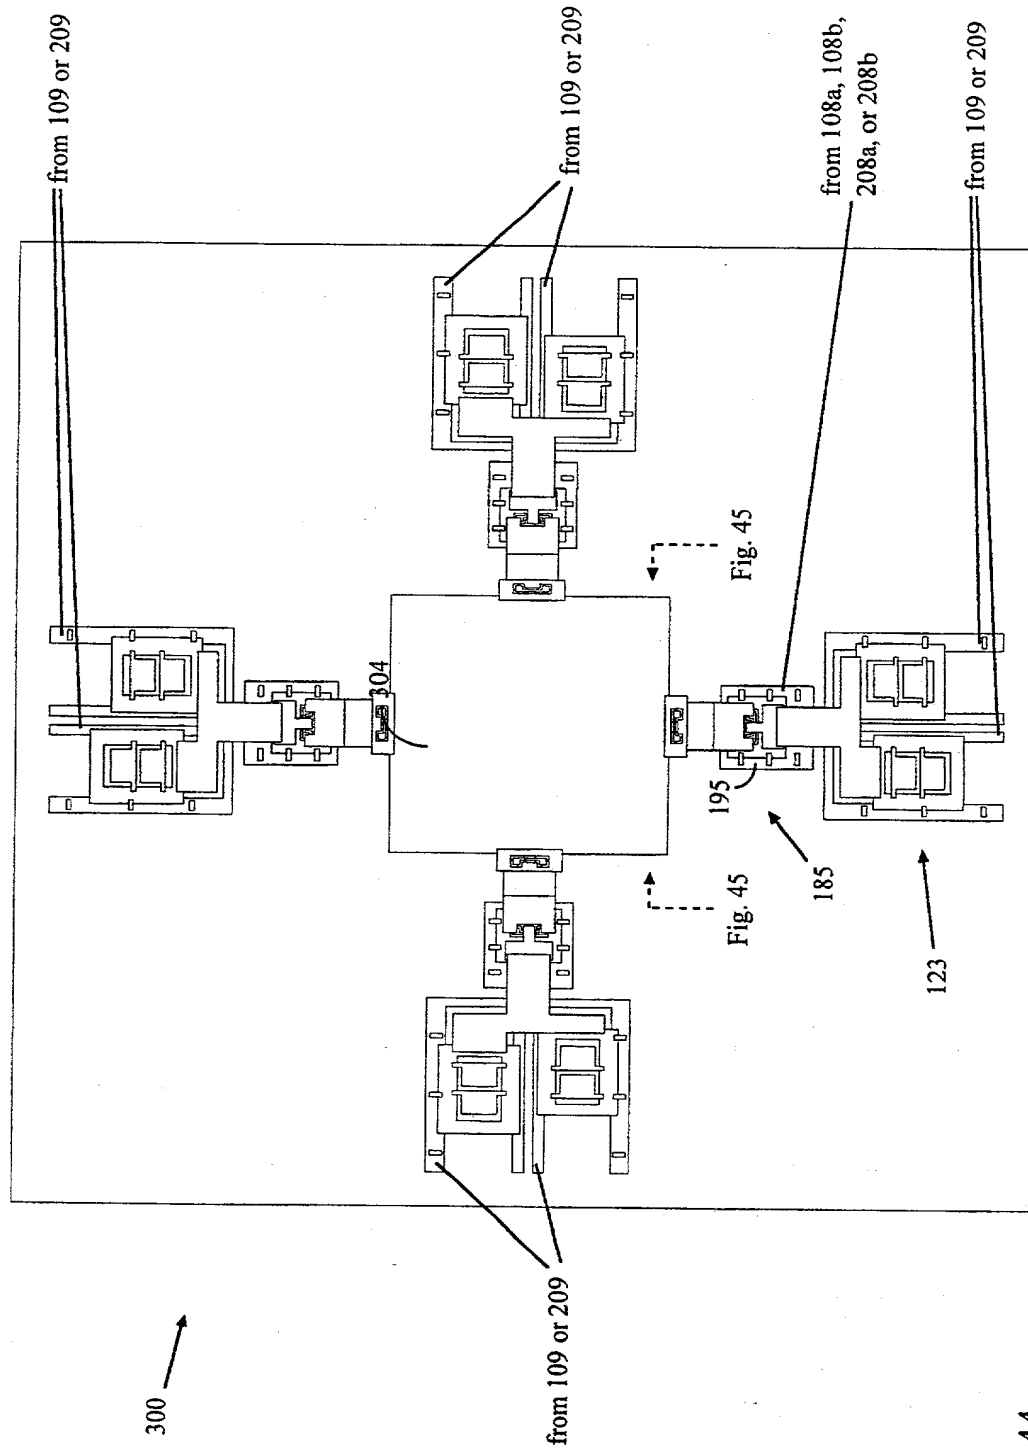 from 109 or 209
300
304
from 109 or 209
from 109 or 209
195
Fig. 45
Fig. 45
185
from 108a, 108b,
208a, or 208b
123
from 109 or 209
44